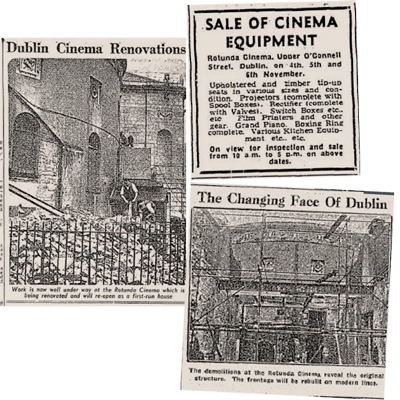 Dublin Cinema Renovations
Work is now well under way at the Rotunda Cinema which is
being renovated and will re-open as a first-run house
SALE OF CINEMA
EQUIPMENT
Rotunda Cinema, Upper O'Connell
Street, Dublin, on 4th, 5th and
6th November.
Upholstered and timber tip-up
seats in various sizes and con-
dition. Projectors (complete with
Spool Boxes). Rectifier (complete
with Valves). Switch Boxes etc.,
etc. Film Printers and other
gear. Grand Piano. Boxing Ring
complete. Various Kitchen Equip-
ment etc., etc.
On view for inspection and sale
from 10 a.m. to 5 p.m. on above
dates.
The Changing Face Of Dublin
The demolitions at the Rotunda Cinema reveal the original
structure. The frontage will be rebuilt on modern lines.